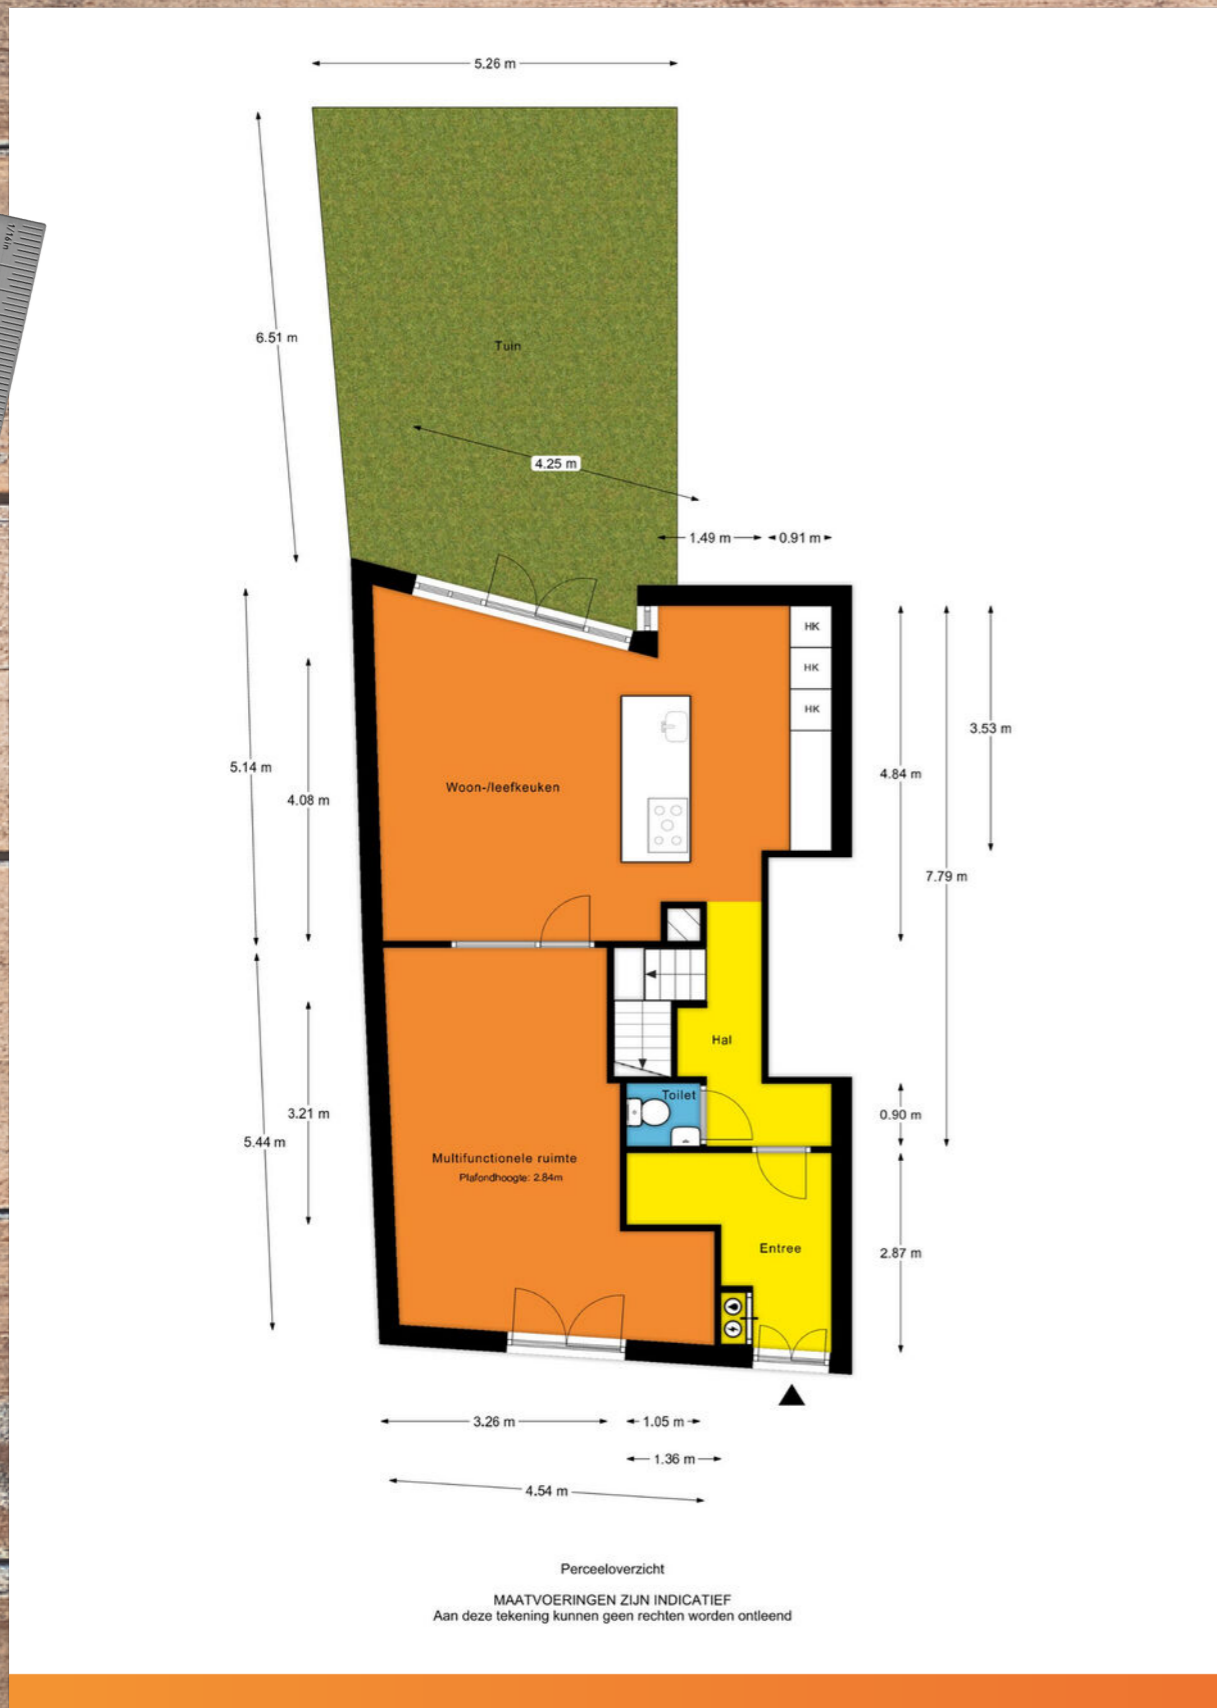 5.26 m
1/16in
6.51 m
Tuin
4.25 m
1.49 m
0.91 m
HK
HK
HK
3.53 m
5.14 m
4.84 m
Woon-/leefkeuken
4.08 m
7.79 m
Hal
Toilet
3.21 m
0.90 m
5.44 m
Multifunctionele ruimte
Plafondhoogte: 2.84m
Entree
2.87 m
3.26 m
1.05 m
1.36 m
4.54 m
Perceeloverzicht
MAATVOERINGEN ZIJN INDICATIEF
Aan deze tekening kunnen geen rechten worden ontleend